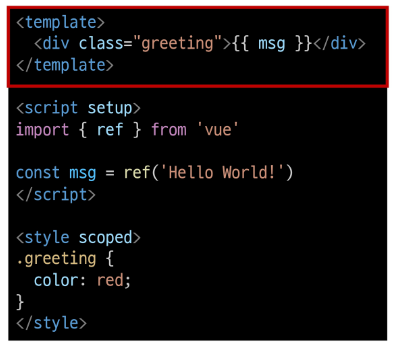 <template>
  <div class="greeting">{{ msg }}</div>
</template>

<script setup>
import { ref } from 'vue'

const msg = ref('Hello World!')
</script>

<style scoped>
.greeting {
  color: red;
}
</style>